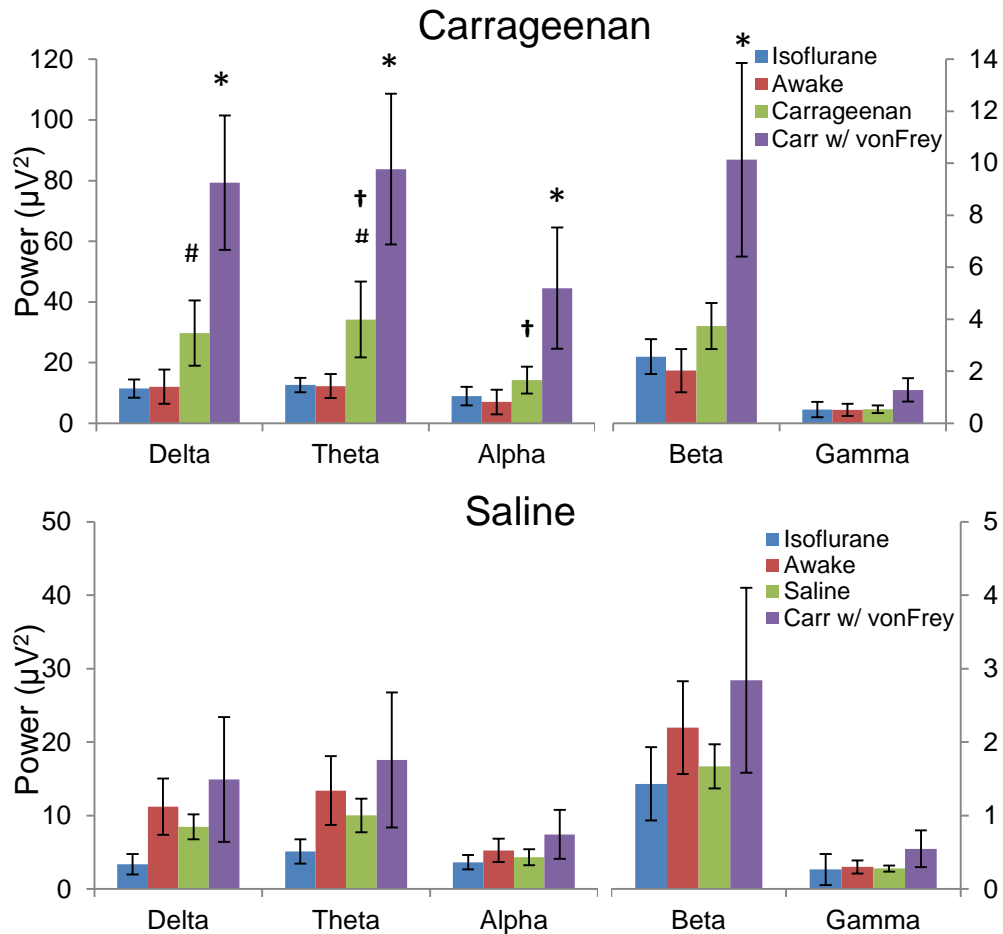 Carrageenan
Power (µV²)
120
100
80
60
40
20
0
14
12
10
8
6
4
2
0
Isoflurane
Awake
Carrageenan
Carr w/ vonFrey
*
*
*
*
#
†
#
†
Delta Theta Alpha Beta Gamma
Saline
Power (µV²)
50
40
30
20
10
0
5
4
3
2
1
0
Isoflurane
Awake
Saline
Carr w/ vonFrey
Delta Theta Alpha Beta Gamma